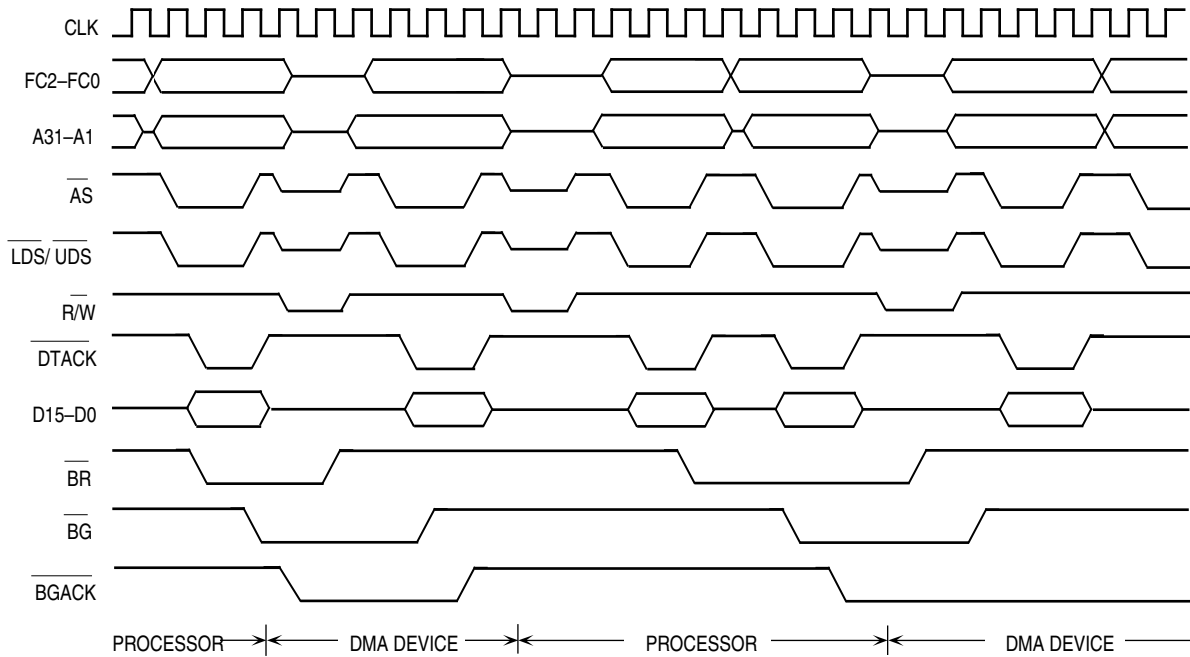 CLK
FC2–FC0
A31–A1
AS
LDS/ UDS
R/W
DTACK
D15–D0
BR
BG
BGACK
PROCESSOR DMA DEVICE PROCESSOR DMA DEVICE